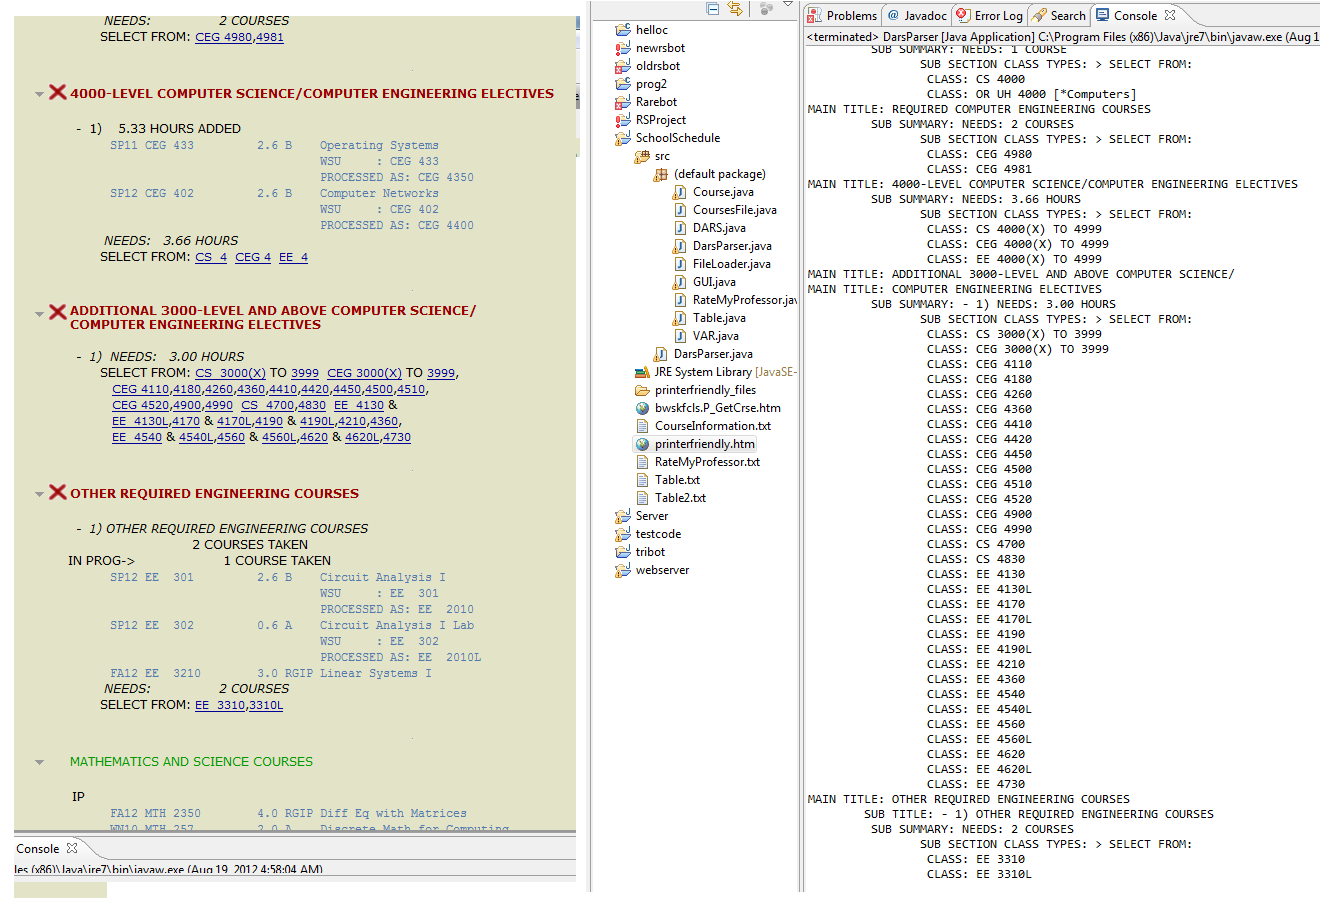 NEEDS: 2 COURSES
SELECT FROM: CEG 4980,4981
4000-LEVEL COMPUTER SCIENCE/COMPUTER ENGINEERING ELECTIVES
- 1) 5.33 HOURS ADDED
SP11 CEG 433 2.6 B Operating Systems
WSU : CEG 433
PROCESSED AS: CEG 4350
SP12 CEG 402 2.6 B Computer Networks
WSU : CEG 402
PROCESSED AS: CEG 4400
NEEDS: 3.66 HOURS
SELECT FROM: CS 4 CEG 4 EE 4
ADDITIONAL 3000-LEVEL AND ABOVE COMPUTER SCIENCE/
COMPUTER ENGINEERING ELECTIVES
- 1) NEEDS: 3.00 HOURS
SELECT FROM: CS 3000(X) TO 3999 CEG 3000(X) TO 3999,
CEG 4110,4180,4260,4360,4410,4420,4450,4500,4510,
CEG 4520,4900,4990 CS 4700,4830 EE 4130 &
EE 4130L,4170 & 4170L,4190 & 4190L,4210,4360,
EE 4540 & 4540L,4560 & 4560L,4620 & 4620L,4730
OTHER REQUIRED ENGINEERING COURSES
- 1) OTHER REQUIRED ENGINEERING COURSES
2 COURSES TAKEN
IN PROG-> 1 COURSE TAKEN
SP12 EE 301 2.6 B Circuit Analysis I
WSU : EE 301
PROCESSED AS: EE 2010
SP12 EE 302 0.6 A Circuit Analysis I Lab
WSU : EE 302
PROCESSED AS: EE 2010L
FA12 EE 3210 3.0 RGIP Linear Systems I
NEEDS: 2 COURSES
SELECT FROM: EE 3310,3310L
MATHEMATICS AND SCIENCE COURSES
IP
FA12 MTH 2350 4.0 RGIP Diff Eq with Matrices
WN10 MTH 257 2.0 A Discrete Math for Computing
Console
les (x86)\Java\jre7\bin\javaw.exe (Aug 19, 2012 4:58:04 AM)
helloc
newrsbot
oldrsbot
prog2
Rarebot
RSProject
SchoolSchedule
src
(default package)
Course.java
CoursesFile.java
DARS.java
DarsParser.java
FileLoader.java
GUI.java
RateMyProfessor.jav
Table.java
VAR.java
DarsParser.java
JRE System Library [JavaSE-
printerfriendly_files
bwskfcls.P_GetCrse.htm
CourseInformation.txt
printerfriendly.htm
RateMyProfessor.txt
Table.txt
Table2.txt
Server
testcode
tribot
webserver
Problems @ Javadoc Error Log Search Console
<terminated> DarsParser [Java Application] C:\Program Files (x86)\Java\jre7\bin\javaw.exe (Aug 1
SUB SUMMARY: NEEDS: 1 COURSE
SUB SECTION CLASS TYPES: > SELECT FROM:
CLASS: CS 4000
CLASS: OR UH 4000 [*Computers]
MAIN TITLE: REQUIRED COMPUTER ENGINEERING COURSES
SUB SUMMARY: NEEDS: 2 COURSES
SUB SECTION CLASS TYPES: > SELECT FROM:
CLASS: CEG 4980
CLASS: CEG 4981
MAIN TITLE: 4000-LEVEL COMPUTER SCIENCE/COMPUTER ENGINEERING ELECTIVES
SUB SUMMARY: NEEDS: 3.66 HOURS
SUB SECTION CLASS TYPES: > SELECT FROM:
CLASS: CS 4000(X) TO 4999
CLASS: CEG 4000(X) TO 4999
CLASS: EE 4000(X) TO 4999
MAIN TITLE: ADDITIONAL 3000-LEVEL AND ABOVE COMPUTER SCIENCE/
MAIN TITLE: COMPUTER ENGINEERING ELECTIVES
SUB SUMMARY: - 1) NEEDS: 3.00 HOURS
SUB SECTION CLASS TYPES: > SELECT FROM:
CLASS: CS 3000(X) TO 3999
CLASS: CEG 3000(X) TO 3999
CLASS: CEG 4110
CLASS: CEG 4180
CLASS: CEG 4260
CLASS: CEG 4360
CLASS: CEG 4410
CLASS: CEG 4420
CLASS: CEG 4450
CLASS: CEG 4500
CLASS: CEG 4510
CLASS: CEG 4520
CLASS: CEG 4900
CLASS: CEG 4990
CLASS: CS 4700
CLASS: CS 4830
CLASS: EE 4130
CLASS: EE 4130L
CLASS: EE 4170
CLASS: EE 4170L
CLASS: EE 4190
CLASS: EE 4190L
CLASS: EE 4210
CLASS: EE 4360
CLASS: EE 4540
CLASS: EE 4540L
CLASS: EE 4560
CLASS: EE 4560L
CLASS: EE 4620
CLASS: EE 4620L
CLASS: EE 4730
MAIN TITLE: OTHER REQUIRED ENGINEERING COURSES
SUB TITLE: - 1) OTHER REQUIRED ENGINEERING COURSES
SUB SUMMARY: NEEDS: 2 COURSES
SUB SECTION CLASS TYPES: > SELECT FROM:
CLASS: EE 3310
CLASS: EE 3310L